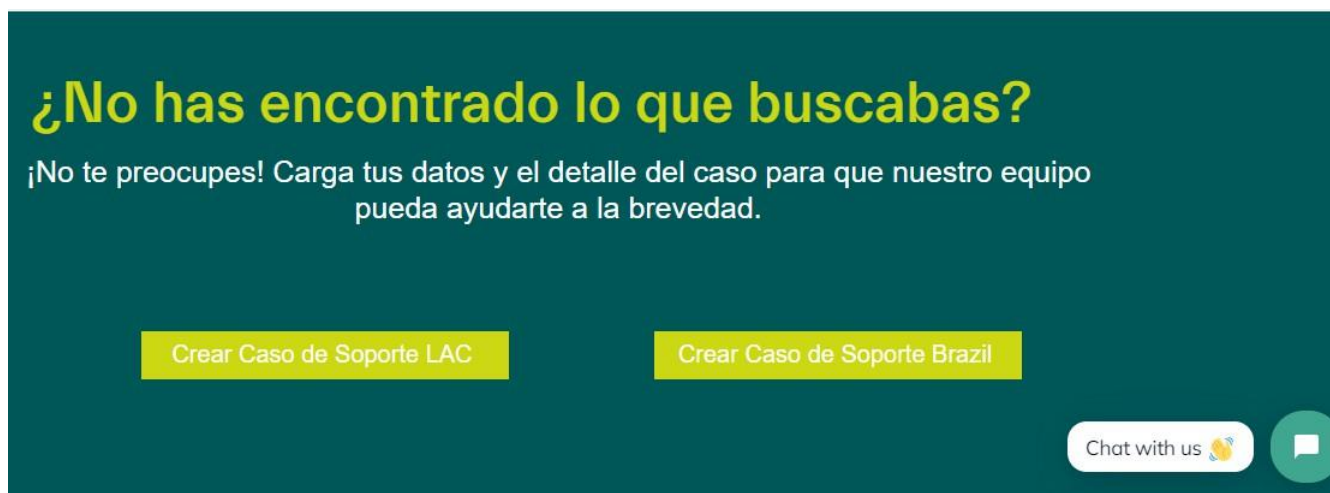 ¿No has encontrado lo que buscabas?
¡No te preocupes! Carga tus datos y el detalle del caso para que nuestro equipo
pueda ayudarte a la brevedad.
Crear Caso de Soporte LAC
Crear Caso de Soporte Brazil
Chat with us 👋